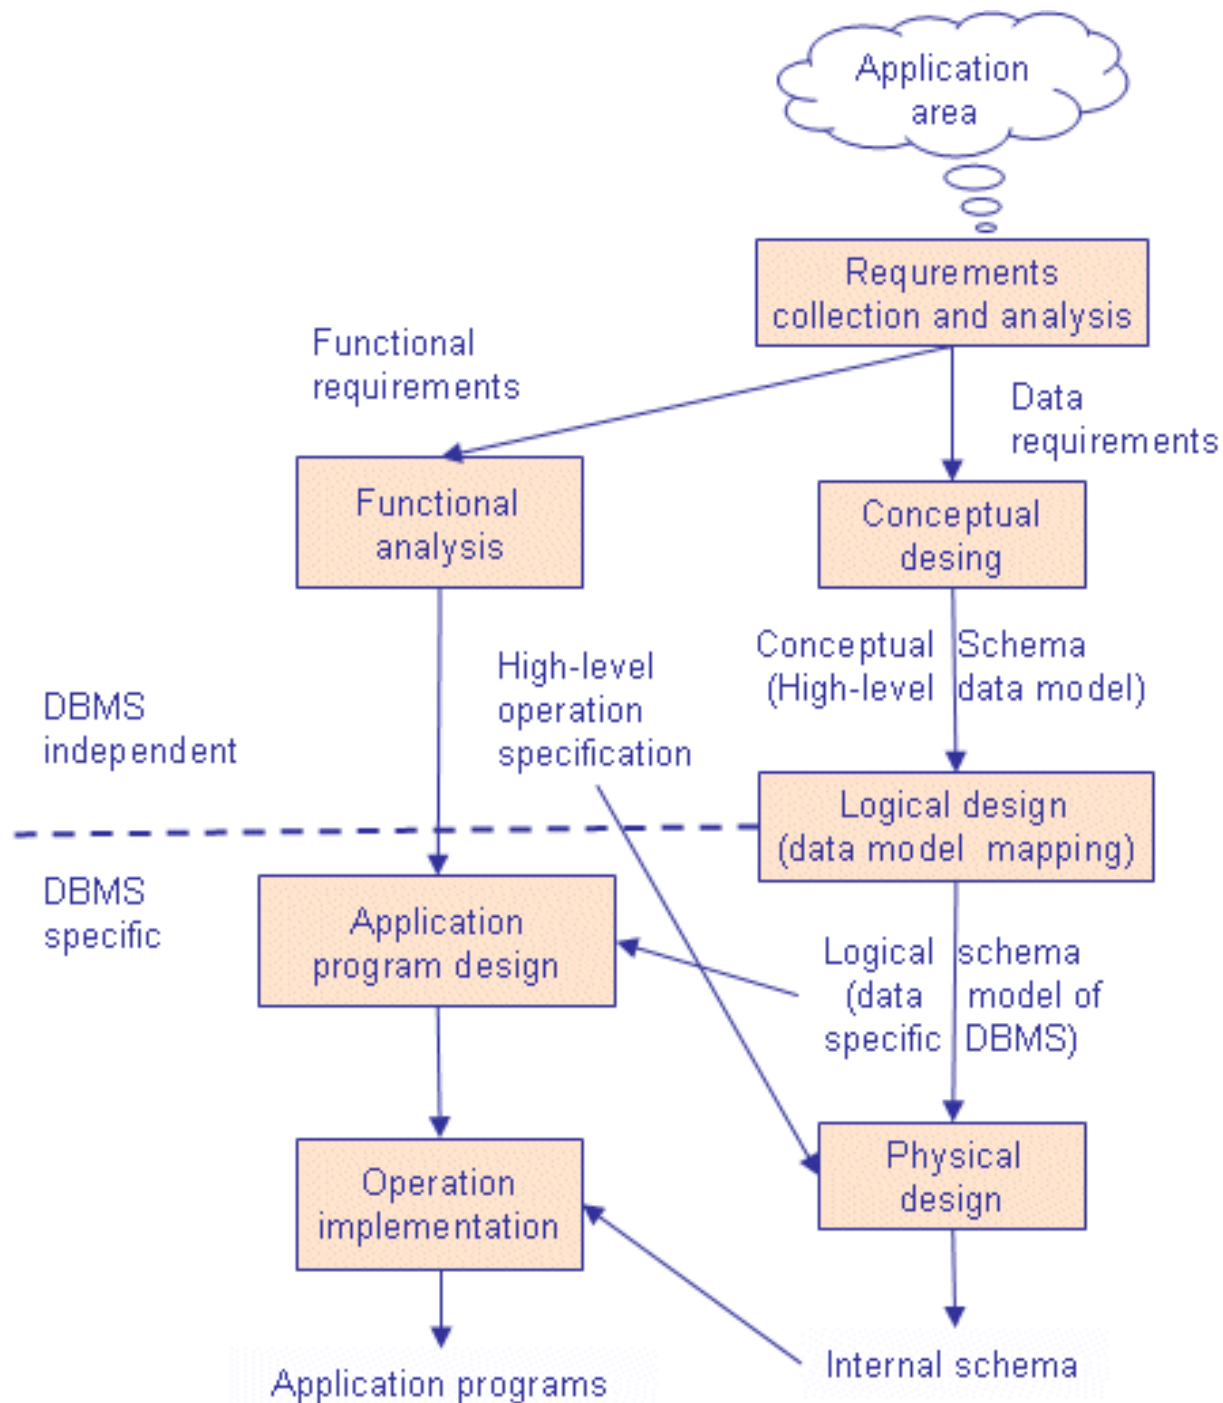 Application
area
Requrements
collection and analysis
Functional
requirements
Data
requirements
Functional
analysis
Conceptual
desing
Conceptual Schema
(High-level data model)
High-level
operation
specification
DBMS
independent
Logical design
(data model mapping)
DBMS
specific
Application
program design
Logical schema
(data model of
specific DBMS)
Physical
design
Operation
implementation
Internal schema
Application programs